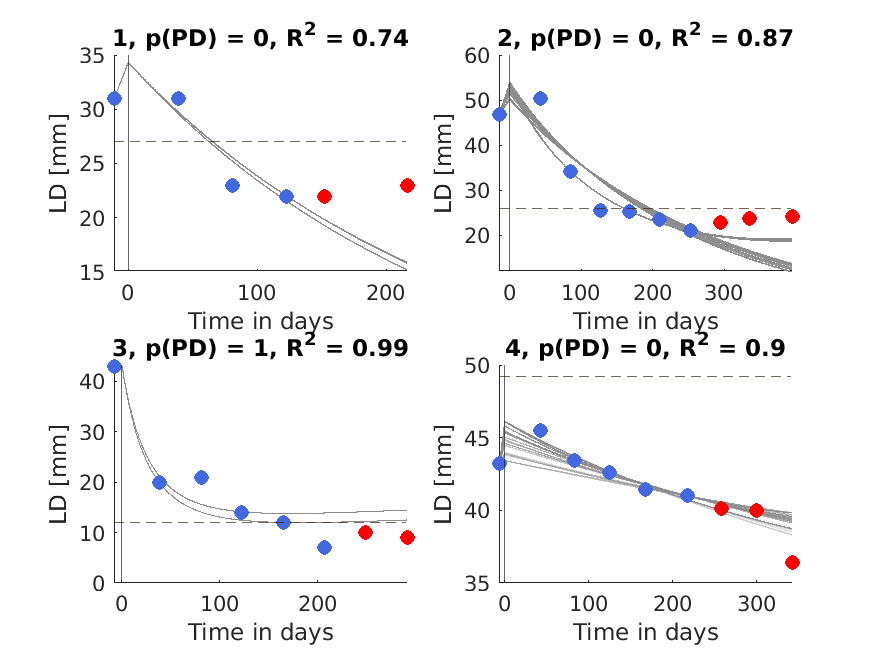 1, p(PD) = 0, R² = 0.74
35
30
25
20
15
LD [mm]
0
100
200
Time in days
2, p(PD) = 0, R² = 0.87
60
50
40
30
20
LD [mm]
0
100
200
300
Time in days
3, p(PD) = 1, R² = 0.99
40
30
20
10
0
LD [mm]
0
100
200
Time in days
4, p(PD) = 0, R² = 0.9
50
45
40
35
LD [mm]
0
100
200
300
Time in days